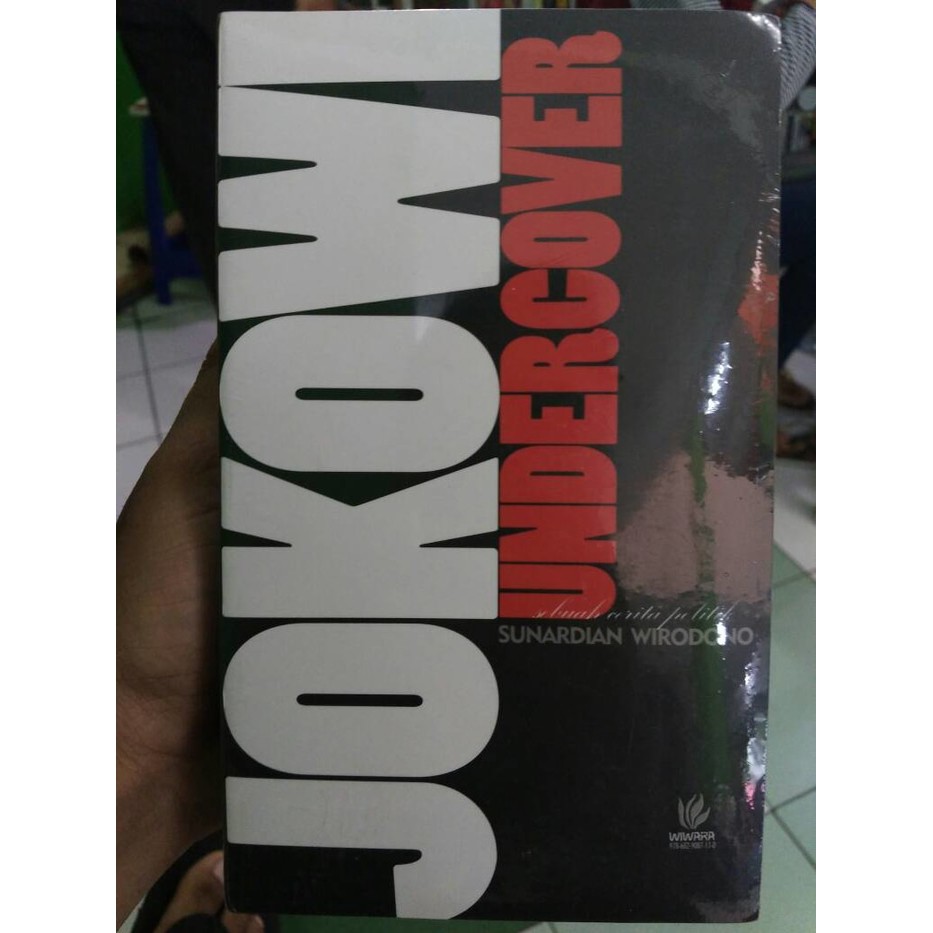 JOKOWI
UNDERCOVER
sebuah cerita politik
SUNARDIAN WIRODONO
WIWARA